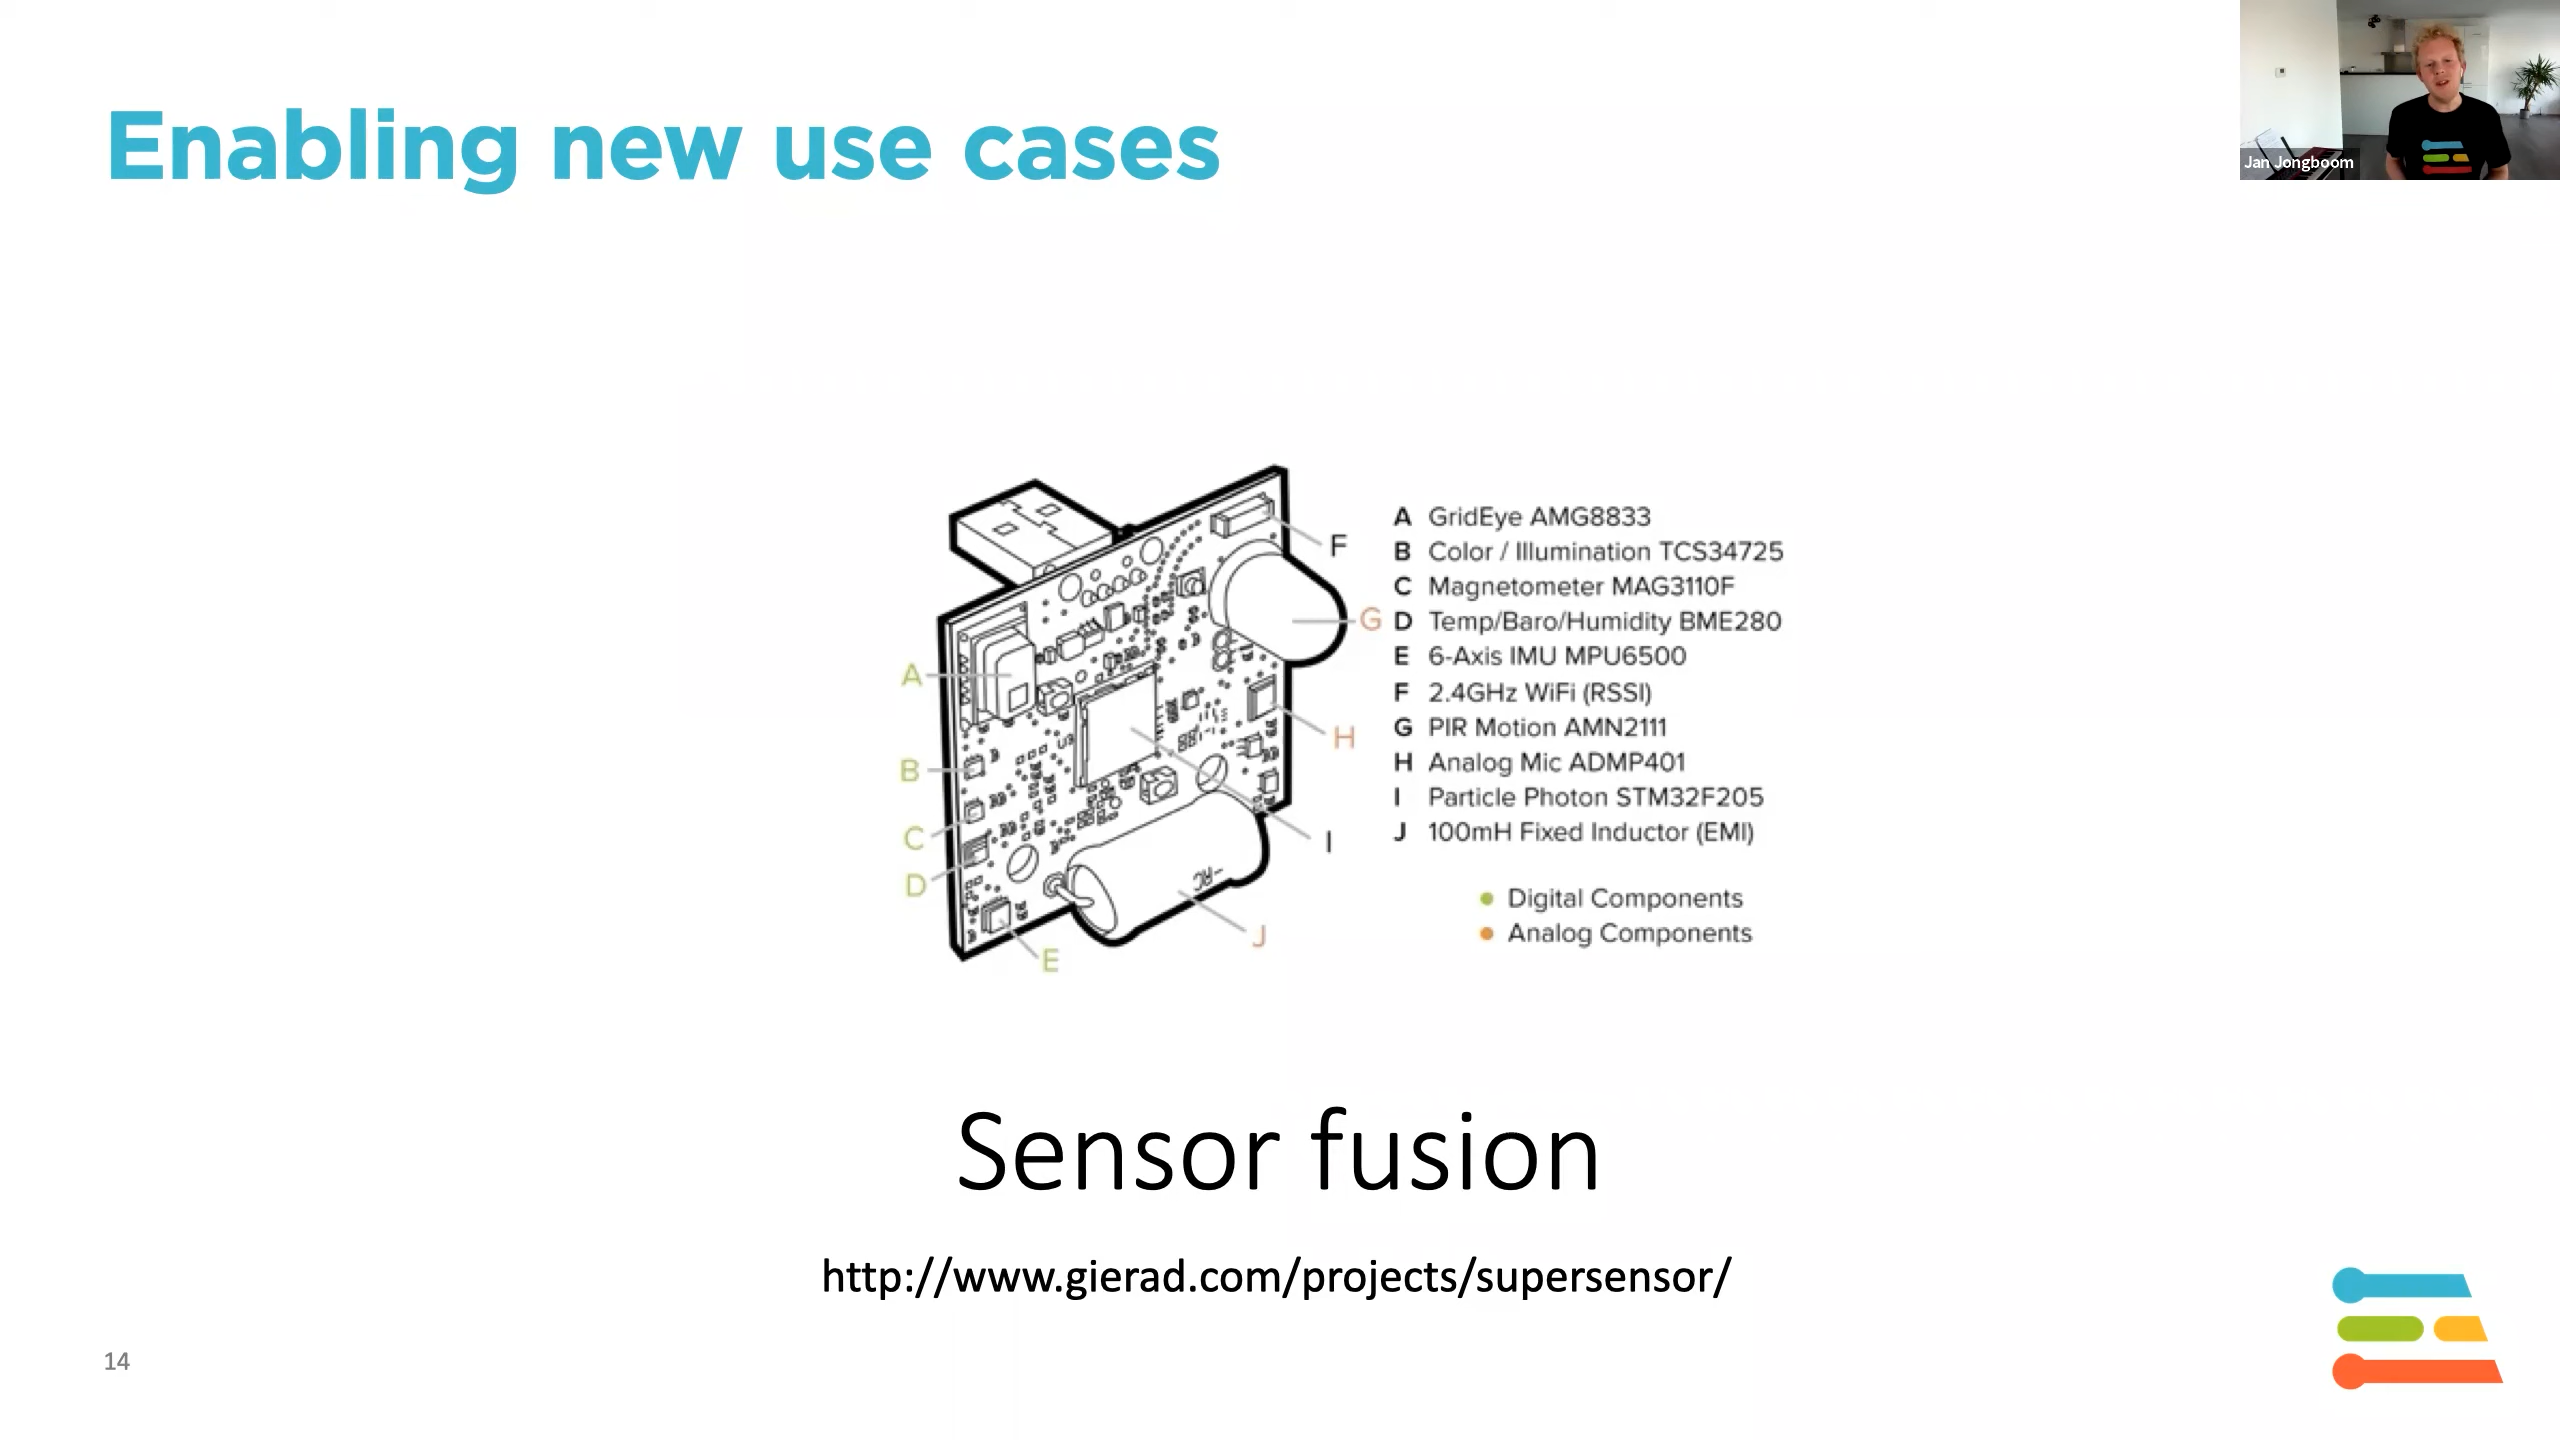 Enabling new use cases
Jan Jongboom
A GridEye AMG8833
B Color / Illumination TCS34725
C Magnetometer MAG3110F
D Temp/Baro/Humidity BME280
E 6-Axis IMU MPU6500
F 2.4GHz WiFi (RSSI)
G PIR Motion AMN2111
H Analog Mic ADMP401
I Particle Photon STM32F205
J 100mH Fixed Inductor (EMI)
Digital Components
Analog Components
F
G
A
H
B
C
I
D
J
E
Sensor fusion
http://www.gierad.com/projects/supersensor/
14